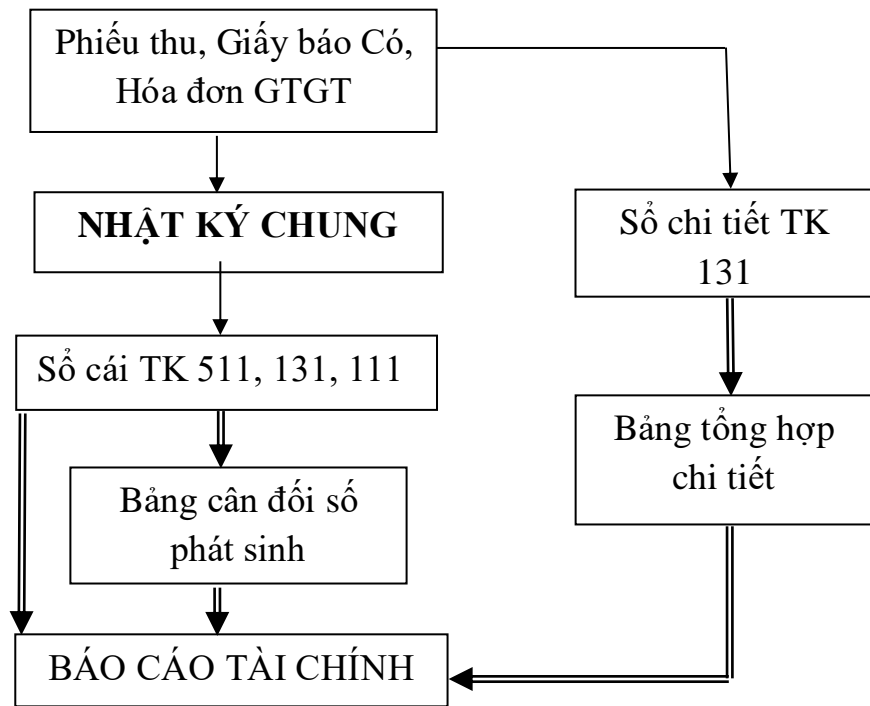 Phiếu thu, Giấy báo Có,
Hóa đơn GTGT
NHẬT KÝ CHUNG
Sổ chi tiết TK
131
Sổ cái TK 511, 131, 111
Bảng tổng hợp
chi tiết
Bảng cân đối số
phát sinh
BÁO CÁO TÀI CHÍNH